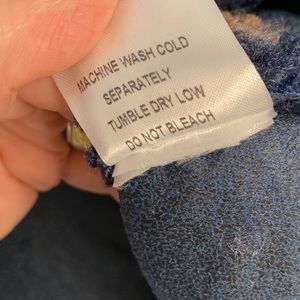 MACHINE WASH COLD
SEPARATELY
TUMBLE DRY LOW
DO NOT BLEACH